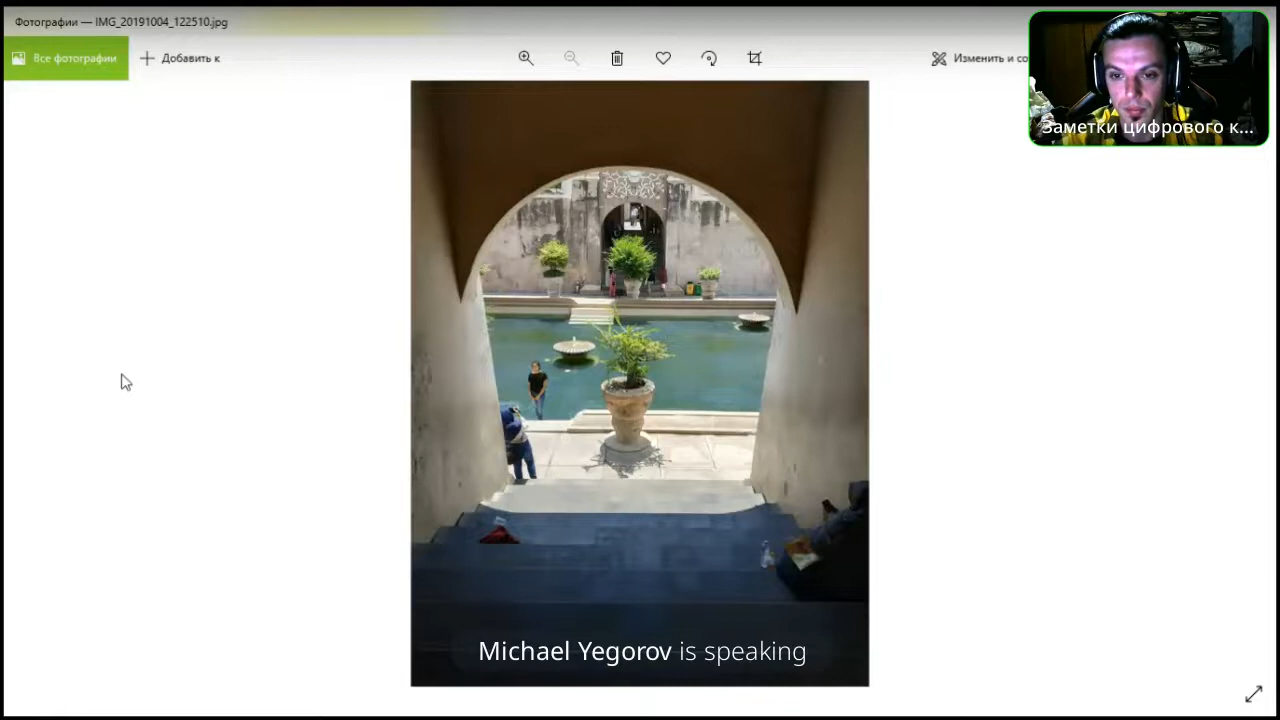 Фотографии — IMG_20191004_122510.jpg
Все фотографии
Добавить к
Изменить и со
Заметки цифрового к...
Michael Yegorov is speaking